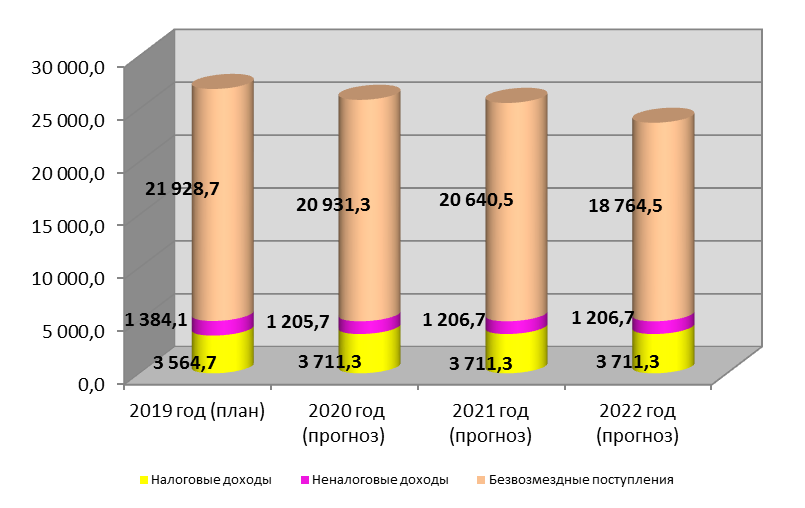 30 000,0
25 000,0
20 000,0
15 000,0
10 000,0
5 000,0
0,0
21 928,7
20 931,3
20 640,5
18 764,5
1 384,1
1 205,7
1 206,7
1 206,7
3 564,7
3 711,3
3 711,3
3 711,3
2019 год (план)
2020 год
(прогноз)
2021 год
(прогноз)
2022 год
(прогноз)
Налоговые доходы
Неналоговые доходы
Безвозмездные поступления